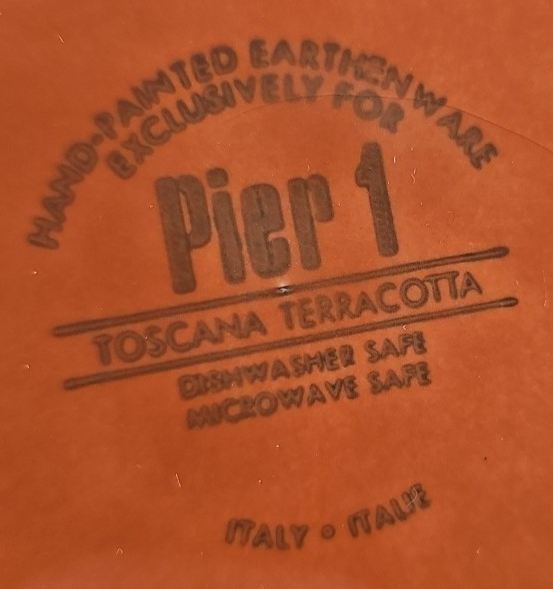 HAND-PAINTED EARTHENWARE
EXCLUSIVELY FOR
Pier 1
TOSCANA TERRACOTTA
DISHWASHER SAFE
MICROWAVE SAFE
ITALY • ITALIE